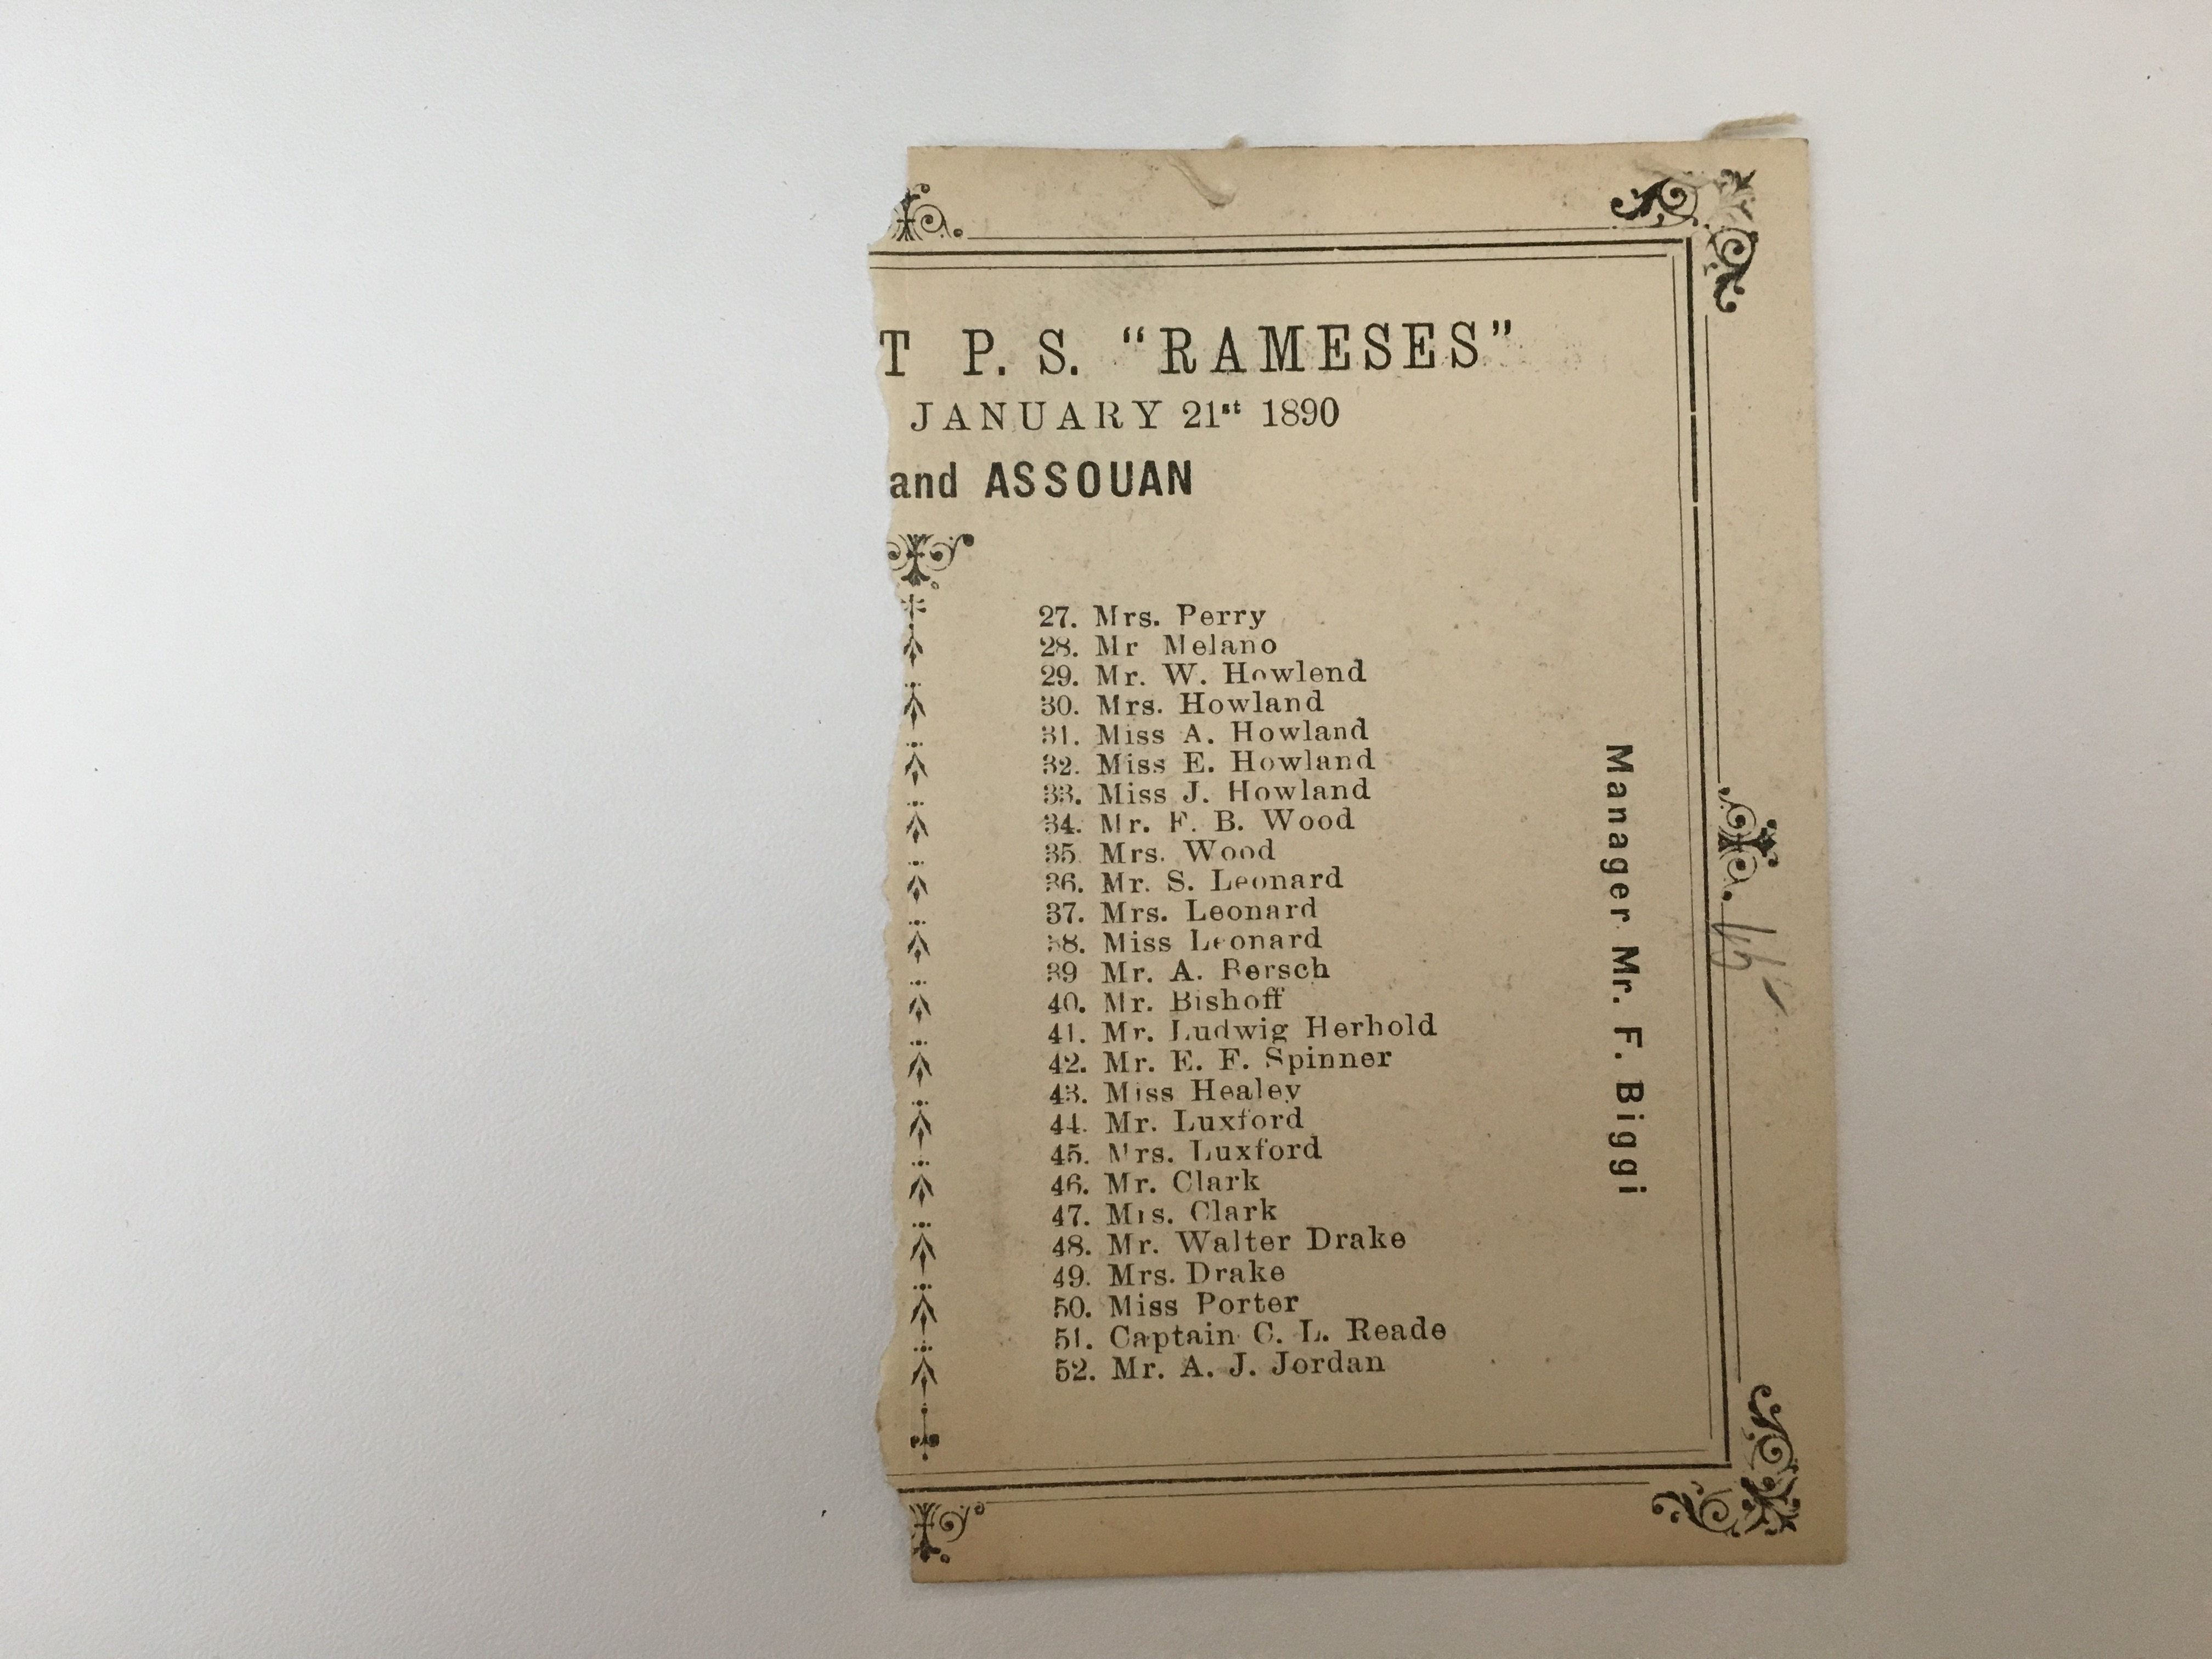 T P. S. "RAMESES"
JANUARY 21st 1890
and ASSOUAN
27. Mrs. Perry
28. Mr Melano
29. Mr. W. Howlend
30. Mrs. Howland
31. Miss A. Howland
32. Miss E. Howland
33. Miss J. Howland
34. Mr. F. B. Wood
35. Mrs. Wood
36. Mr. S. Leonard
37. Mrs. Leonard
38. Miss Leonard
39 Mr. A. Bersch
40. Mr. Bishoff
41. Mr. Ludwig Herhold
42. Mr. E. F. Spinner
43. Miss Healey
44. Mr. Luxford
45. Mrs. Luxford
46. Mr. Clark
47. Mrs. Clark
48. Mr. Walter Drake
49. Mrs. Drake
50. Miss Porter
51. Captain C. L. Reade
52. Mr. A. J. Jordan
Manager Mr. F. Biggi